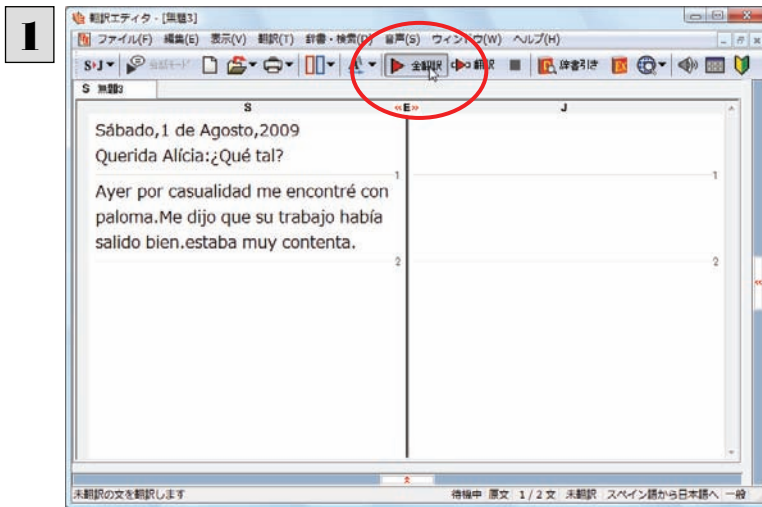 1
翻訳エディタ - [無題3]
ファイル(F) 編集(E) 表示(V) 翻訳(T) 辞書・検索(D) 音声(S) ウィンドウ(W) ヘルプ(H)
S›J 会話モード 全翻訳 翻訳 辞書引き
S 無題3
S «E» J
Sábado,1 de Agosto,2009
Querida Alícia:¿Qué tal?
1 1
Ayer por casualidad me encontré con
paloma.Me dijo que su trabajo había
salido bien.estaba muy contenta.
2 2
未翻訳の文を翻訳します 待機中 原文 1 / 2 文 未翻訳 スペイン語から日本語へ 一般